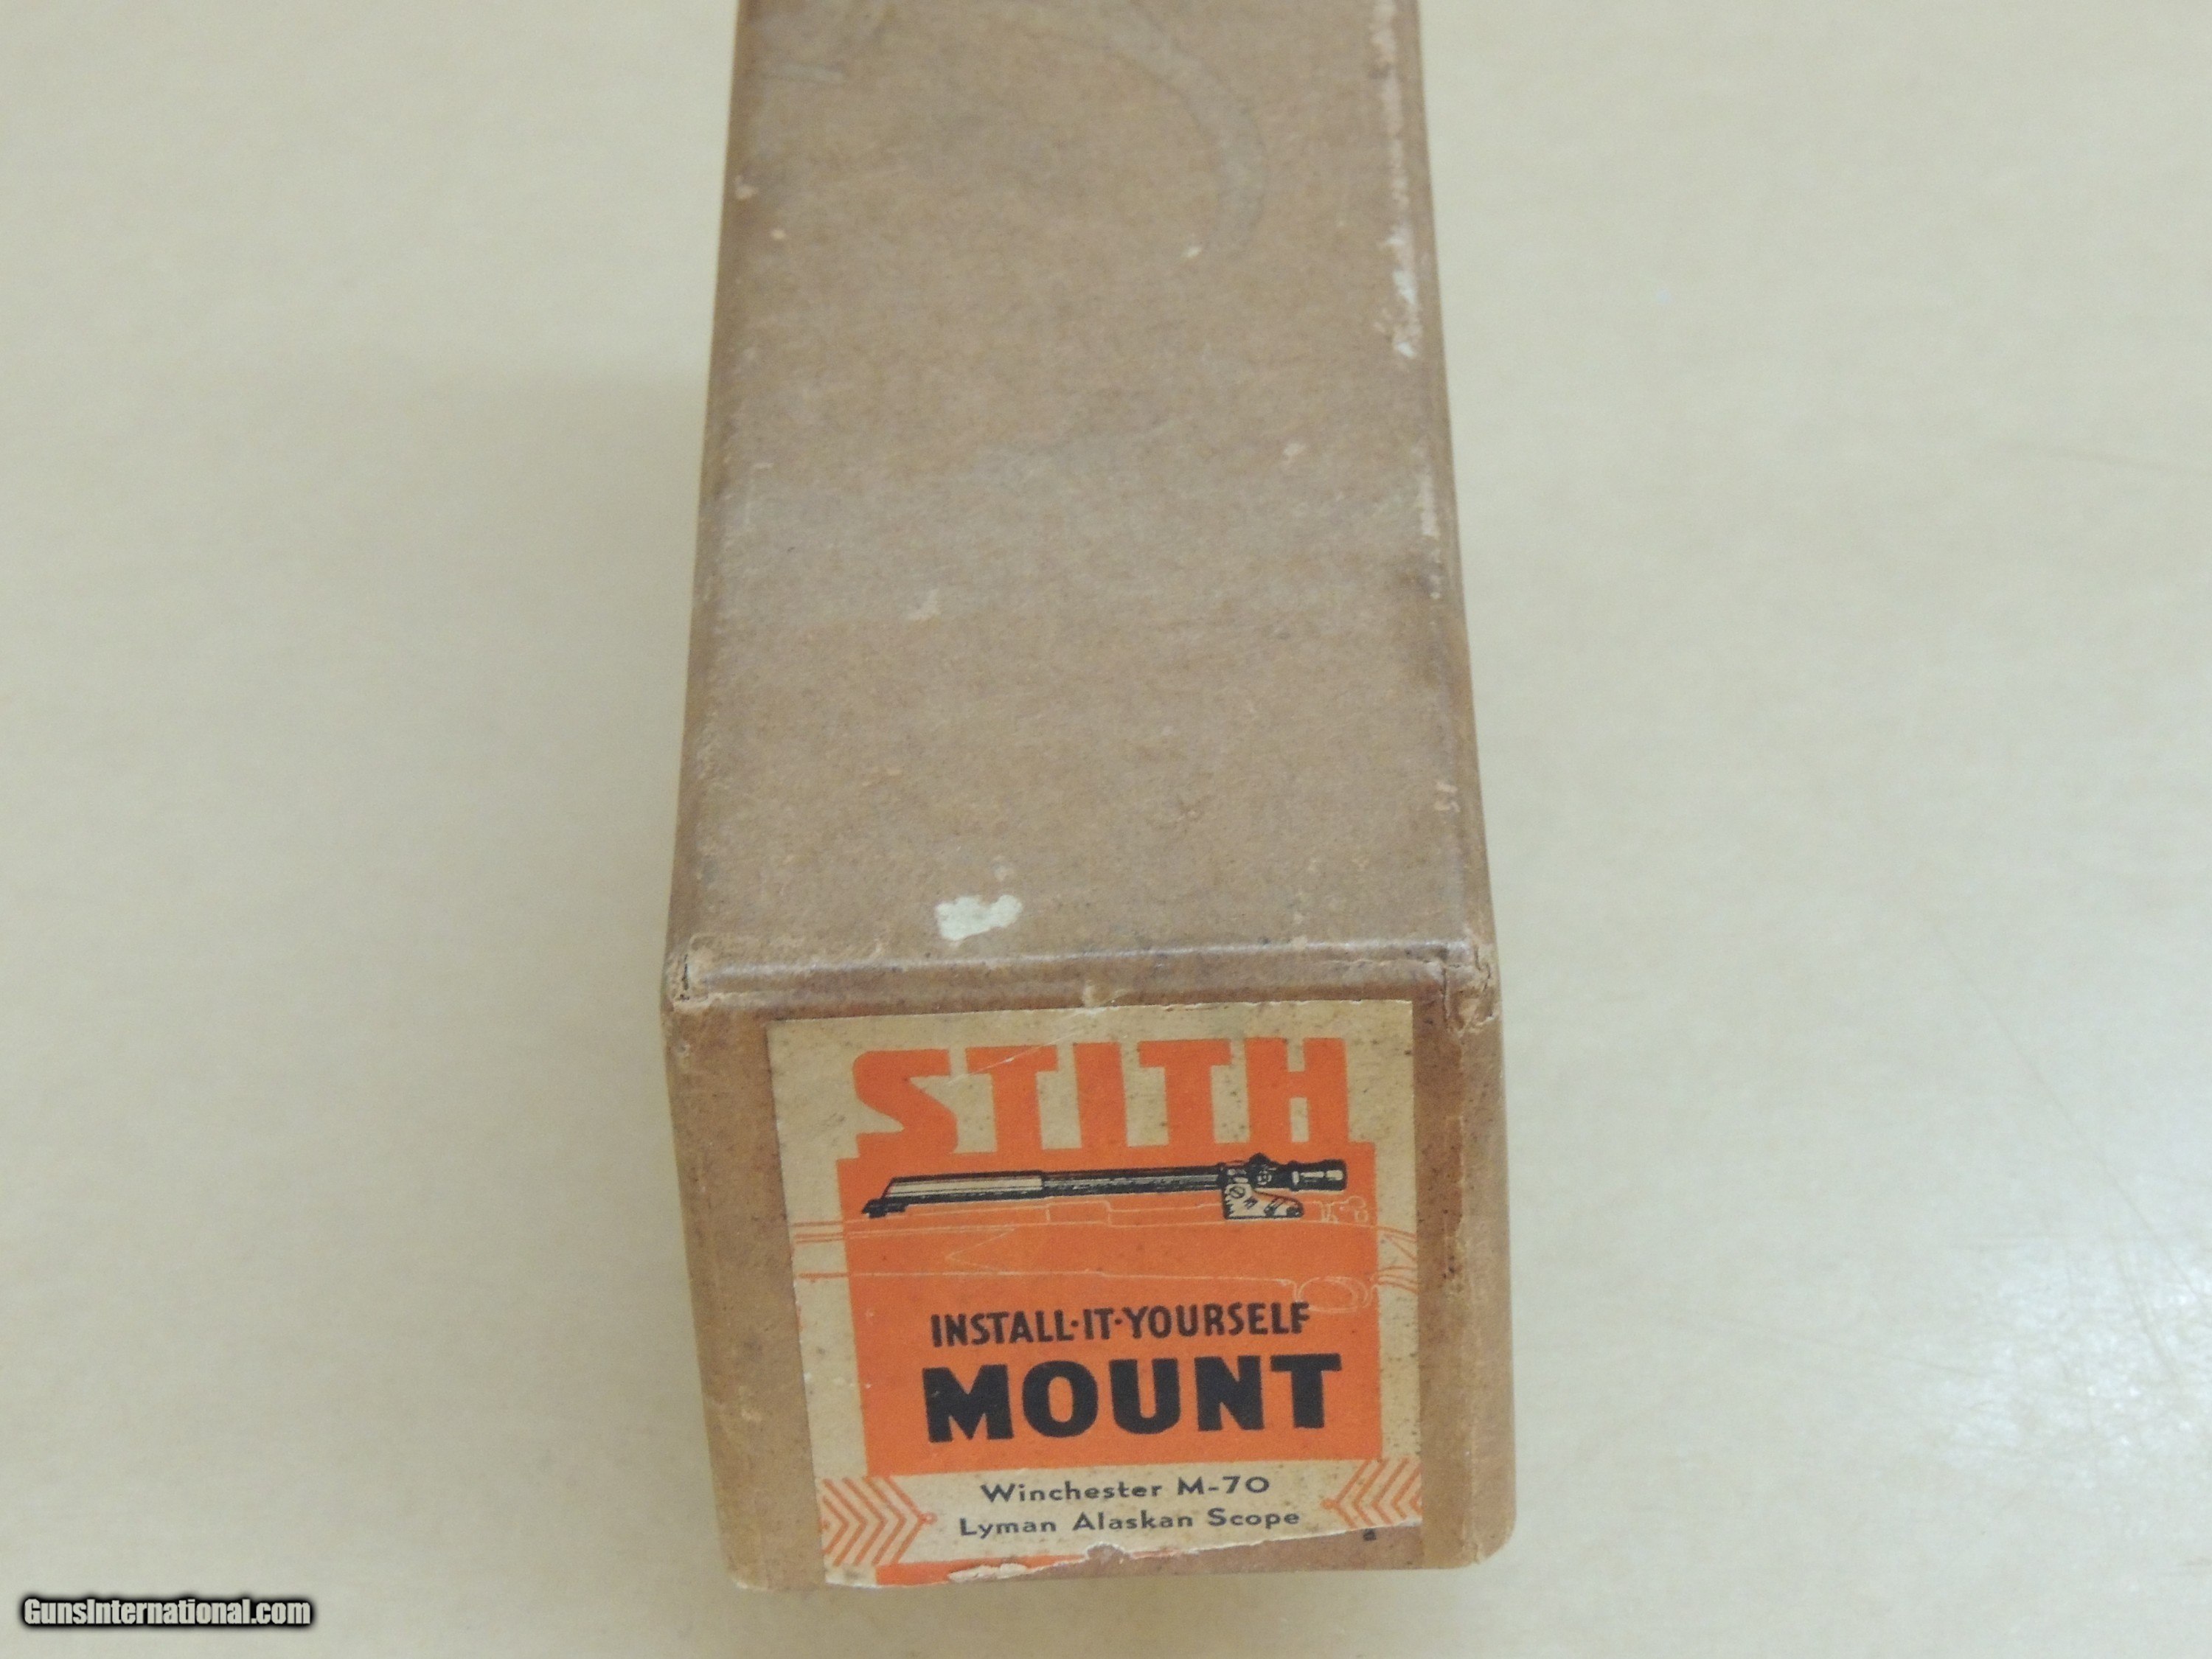 STITH
INSTALL·IT·YOURSELF
MOUNT
Winchester M-70
Lyman Alaskan Scope
GunsInternational.com